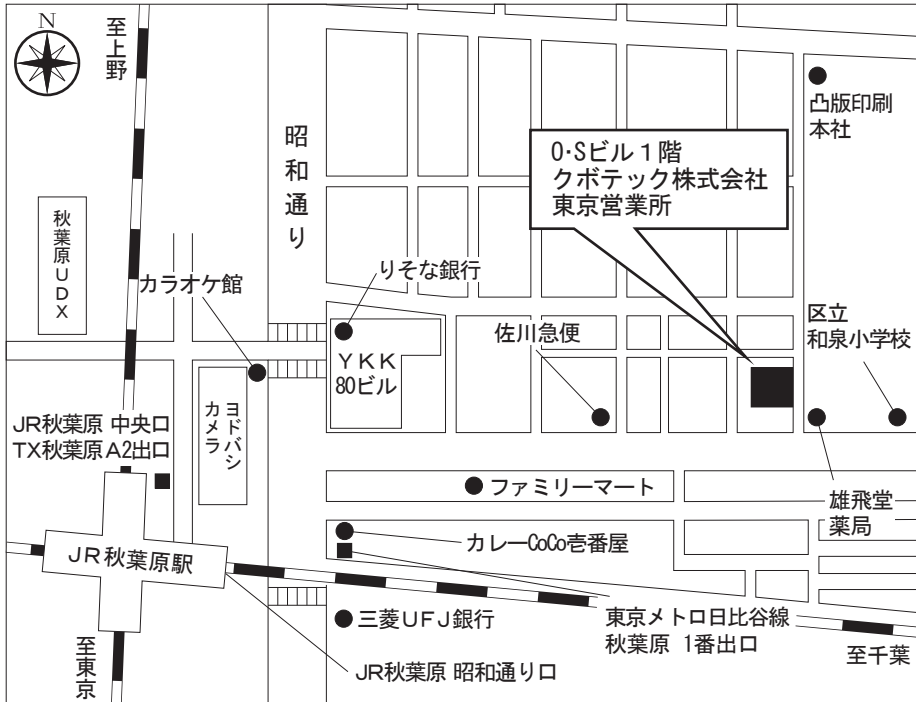 N
至上野
昭和通り
凸版印刷
本社
O･Sビル１階
クボテック株式会社
東京営業所
秋葉原ＵＤＸ
カラオケ館
りそな銀行
佐川急便
区立
和泉小学校
ＹＫＫ
80ビル
ヨドバシ
カメラ
JR秋葉原 中央口
TX秋葉原 A2出口
ファミリーマート
雄飛堂
薬局
カレーCoCo壱番屋
ＪＲ秋葉原駅
三菱ＵＦＪ銀行
東京メトロ日比谷線
秋葉原 1番出口
至千葉
至東京
JR秋葉原 昭和通り口